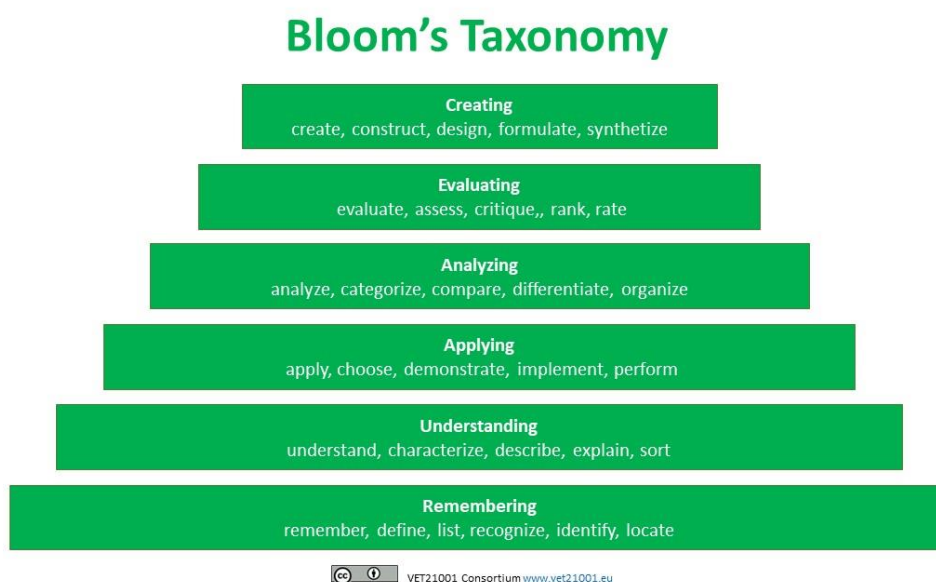 Bloom's Taxonomy
Creating
create, construct, design, formulate, synthetize
Evaluating
evaluate, assess, critique,, rank, rate
Analyzing
analyze, categorize, compare, differentiate, organize
Applying
apply, choose, demonstrate, implement, perform
Understanding
understand, characterize, describe, explain, sort
Remembering
remember, define, list, recognize, identify, locate
cc VET21001 Consortium www.vet21001.eu